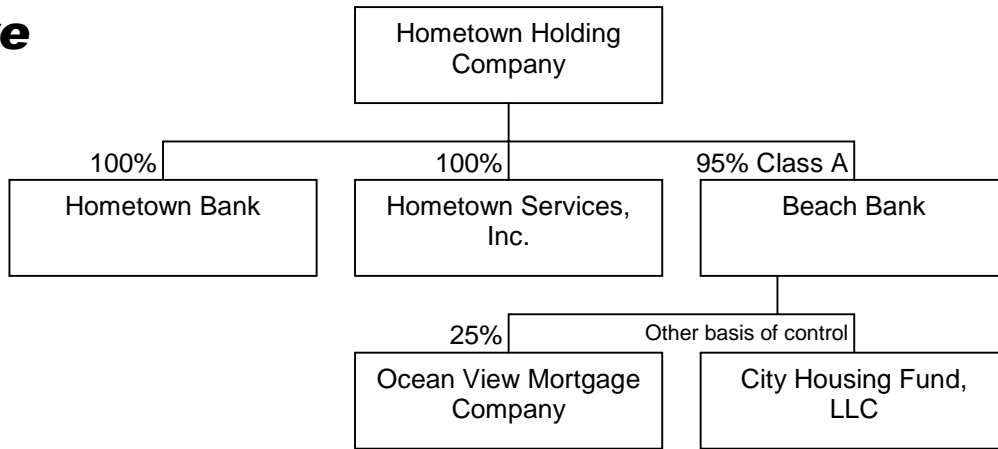 Hometown Holding
Company
100%
100%
95% Class A
Hometown Bank
Hometown Services,
Inc.
Beach Bank
25%
Other basis of control
Ocean View Mortgage
Company
City Housing Fund,
LLC